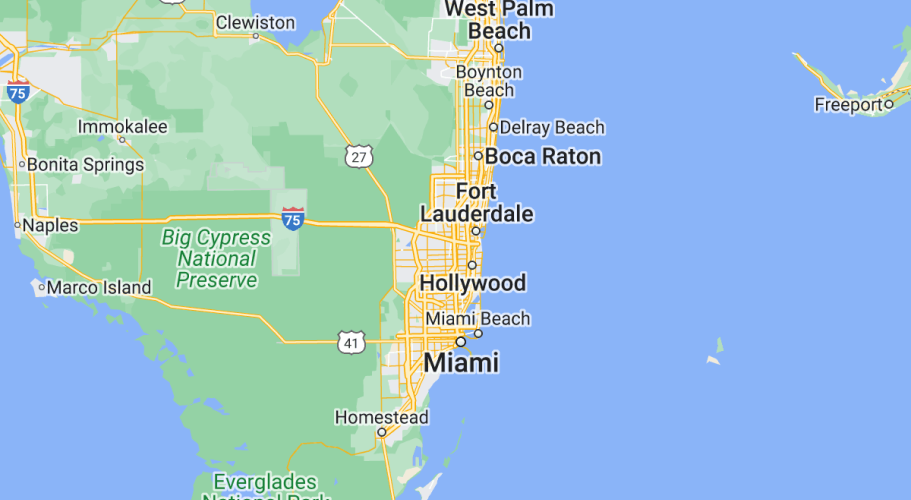 West Palm
Beach
Clewiston
Boynton
Beach
75
Freeport
Immokalee
Delray Beach
27
Boca Raton
Bonita Springs
Fort
Lauderdale
75
Naples
Big Cypress
National
Preserve
Hollywood
Marco Island
Miami Beach
41
Miami
Homestead
Everglades
National Park